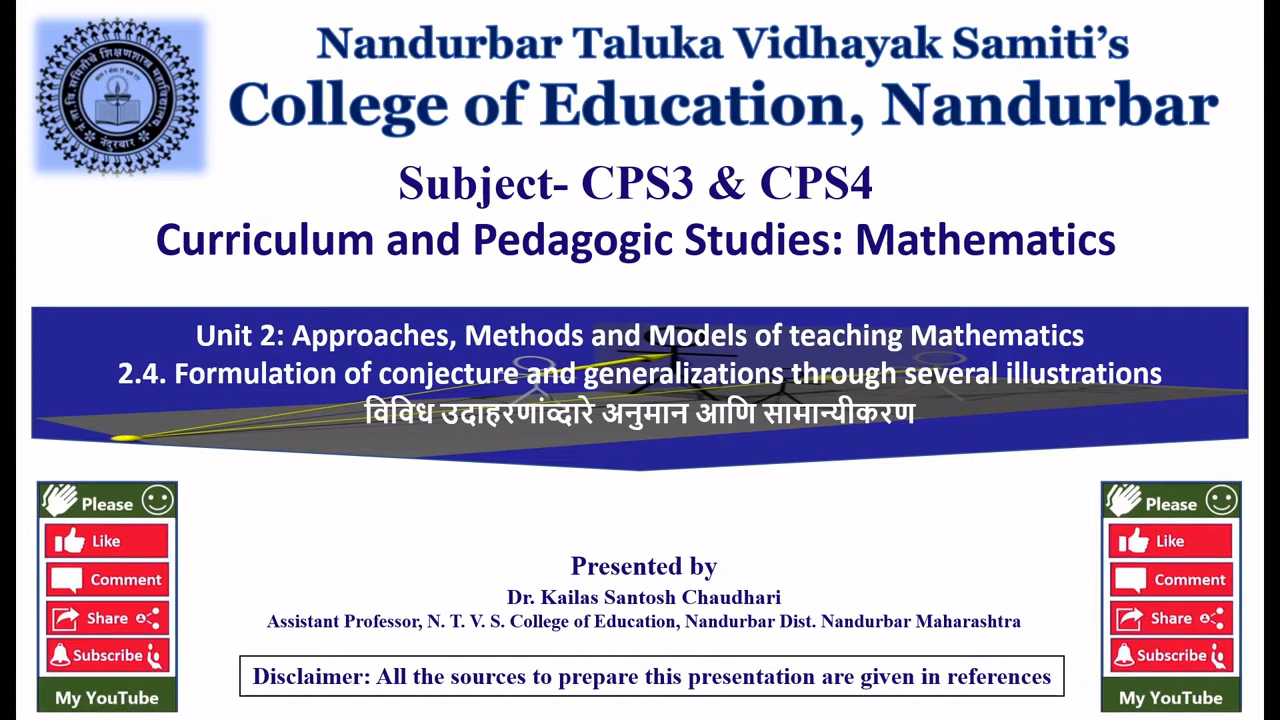 Nandurbar Taluka Vidhayak Samiti's
College of Education, Nandurbar
Subject- CPS3 & CPS4
Curriculum and Pedagogic Studies: Mathematics
Unit 2: Approaches, Methods and Models of teaching Mathematics
2.4. Formulation of conjecture and generalizations through several illustrations
विविध उदाहरणांव्दारे अनुमान आणि सामान्यीकरण
Please
Like
Comment
Share
Subscribe
My YouTube
Presented by
Dr. Kailas Santosh Chaudhari
Assistant Professor, N. T. V. S. College of Education, Nandurbar Dist. Nandurbar Maharashtra
Disclaimer: All the sources to prepare this presentation are given in references
Please
Like
Comment
Share
Subscribe
My YouTube